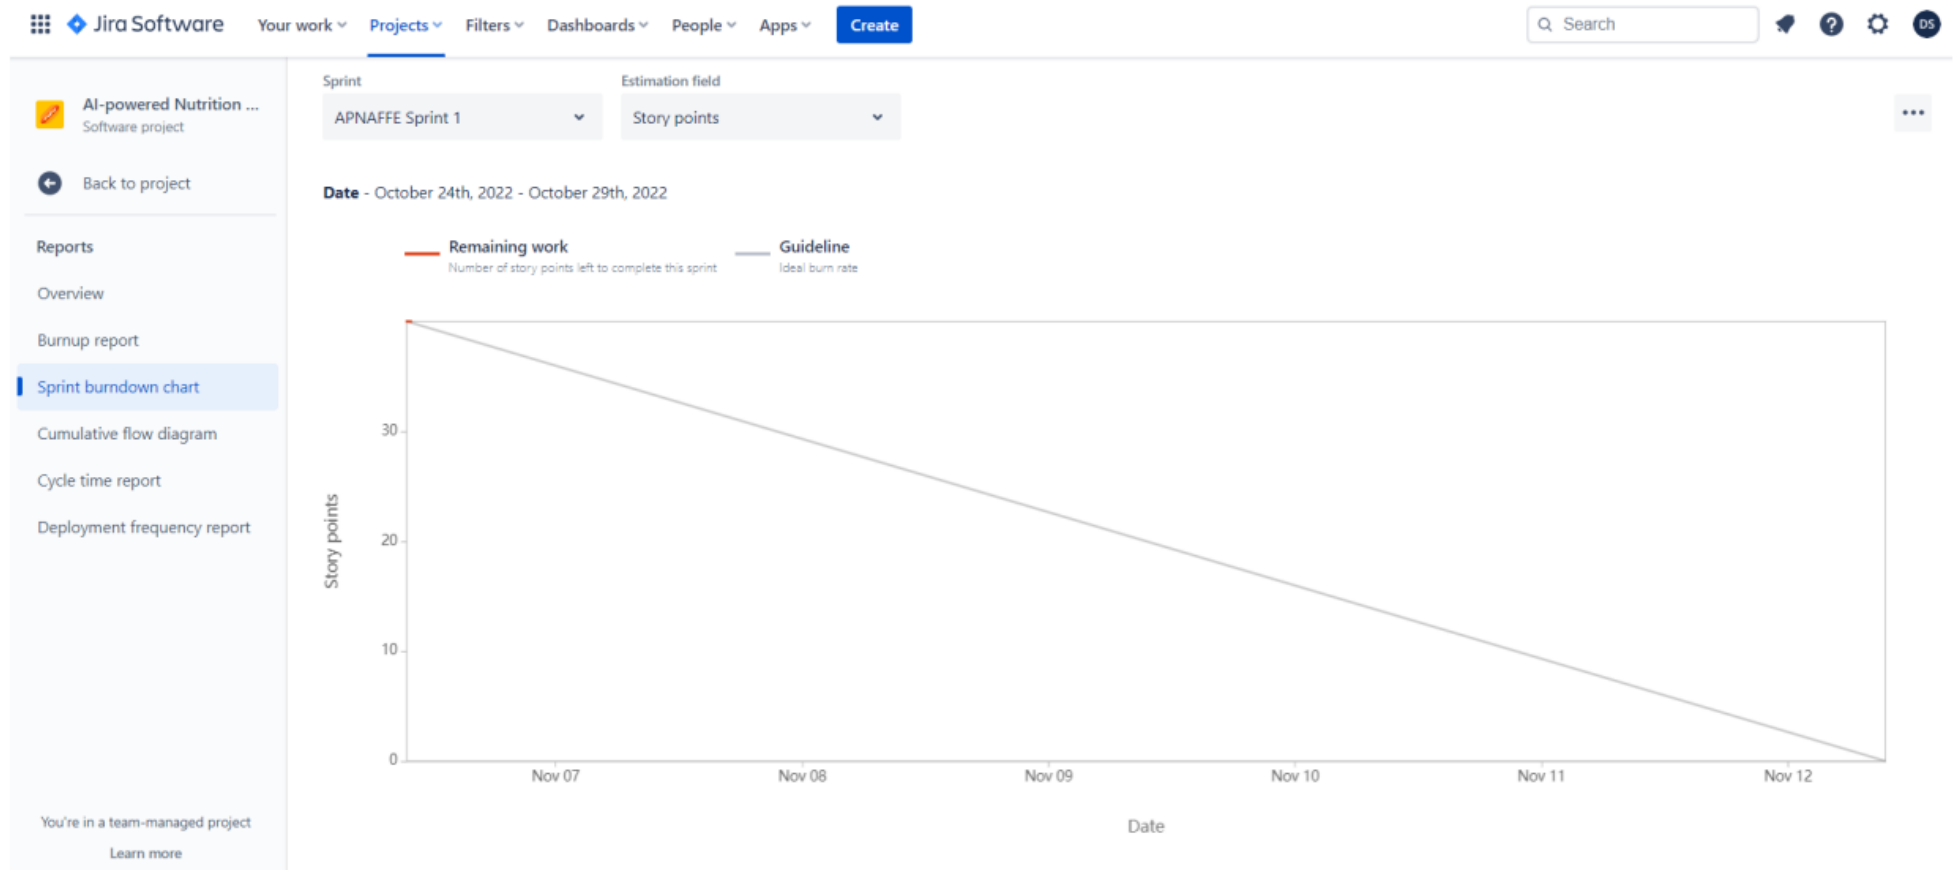 Jira Software Your work Projects Filters Dashboards People Apps Create Search DS
AI-powered Nutrition ...
Software project
Back to project
Reports
Overview
Burnup report
Sprint burndown chart
Cumulative flow diagram
Cycle time report
Deployment frequency report
You're in a team-managed project
Learn more
Sprint Estimation field
APNAFFE Sprint 1 Story points
Date - October 24th, 2022 - October 29th, 2022
Remaining work Guideline
Number of story points left to complete this sprint Ideal burn rate
Story points
30
20
10
0
Nov 07 Nov 08 Nov 09 Nov 10 Nov 11 Nov 12
Date